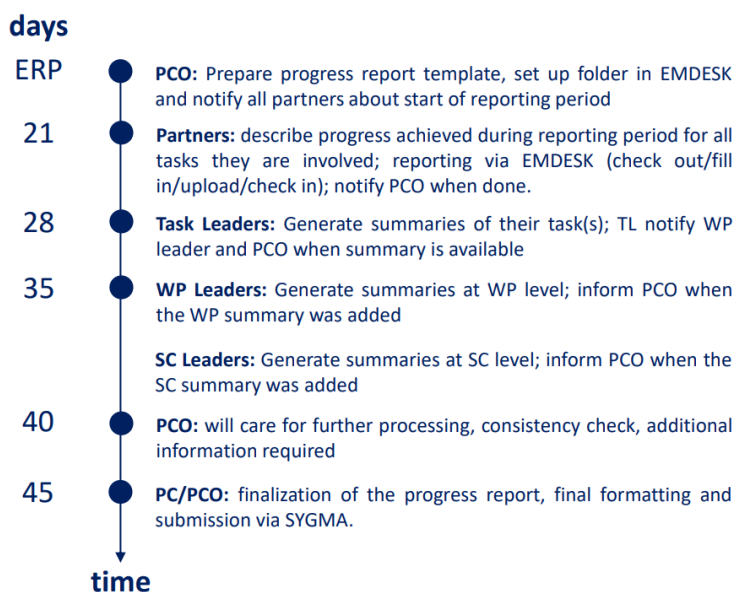 days
ERP
PCO: Prepare progress report template, set up folder in EMDESK
and notify all partners about start of reporting period
21
Partners: describe progress achieved during reporting period for all
tasks they are involved; reporting via EMDESK (check out/fill
in/upload/check in); notify PCO when done.
28
Task Leaders: Generate summaries of their task(s); TL notify WP
leader and PCO when summary is available
35
WP Leaders: Generate summaries at WP level; inform PCO when
the WP summary was added
SC Leaders: Generate summaries at SC level; inform PCO when the
SC summary was added
40
PCO: will care for further processing, consistency check, additional
information required
45
PC/PCO: finalization of the progress report, final formatting and
submission via SYGMA.
time